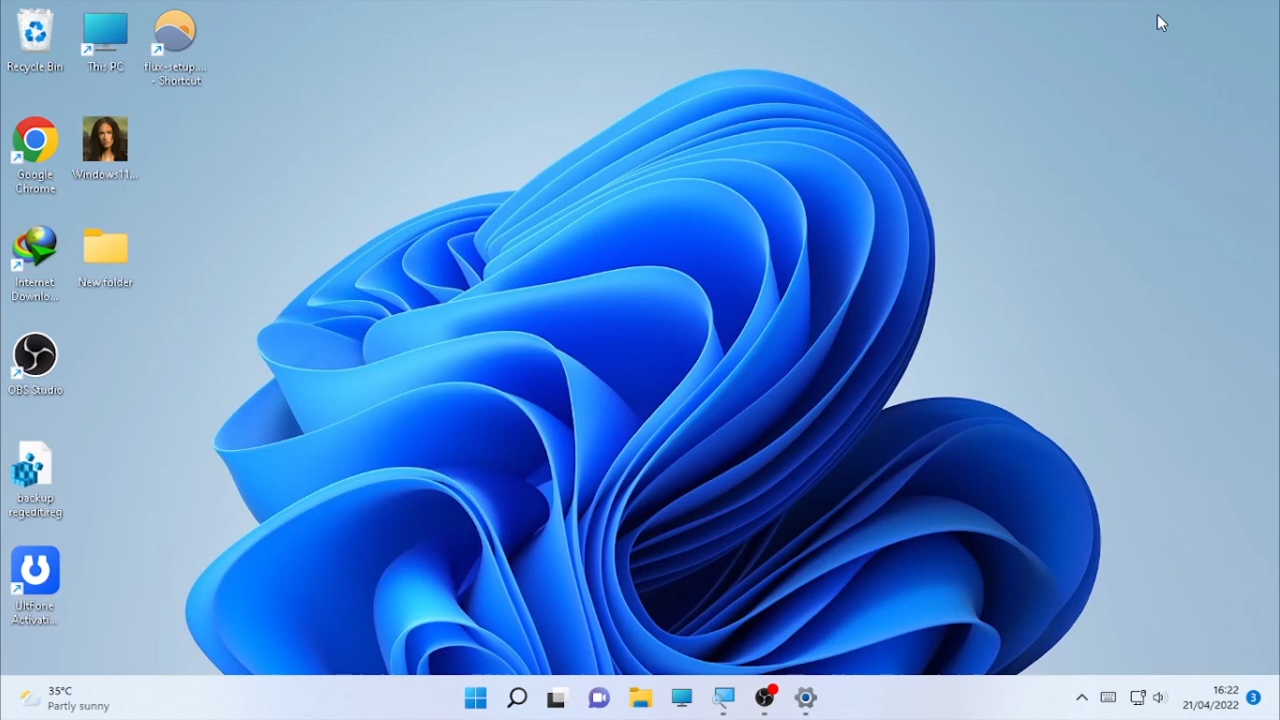 Recycle Bin
This PC
flux-setup....
- Shortcut
Google
Chrome
Windows11...
Internet
Downlo...
New folder
OBS Studio
backup
regedit.reg
UltFone
Activati...
35°C
Partly sunny
16:22
21/04/2022
3